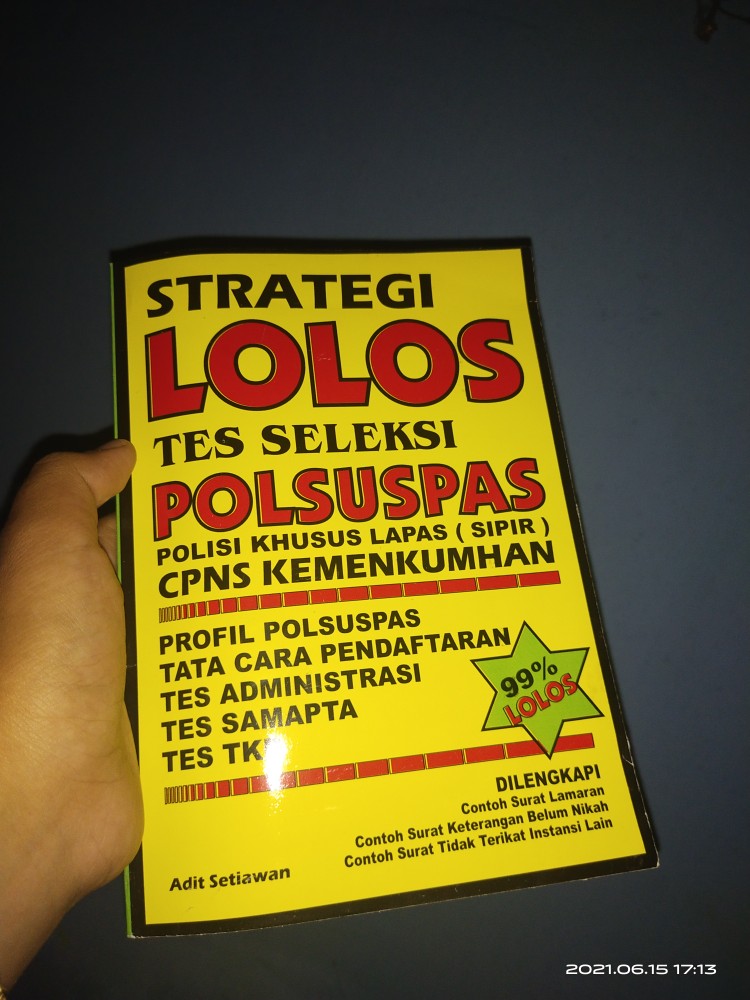 STRATEGI
LOLOS
TES SELEKSI
POLSUSPAS
POLISI KHUSUS LAPAS ( SIPIR )
CPNS KEMENKUMHAN
PROFIL POLSUSPAS
TATA CARA PENDAFTARAN
TES ADMINISTRASI
TES SAMAPTA
TES
99%
LOLOS
DILENGKAPI
Contoh Surat Lamaran
Contoh Surat Keterangan Belum Nikah
Contoh Surat Tidak Terikat Instansi Lain
Adit Setiawan
2021.06.15 17:13